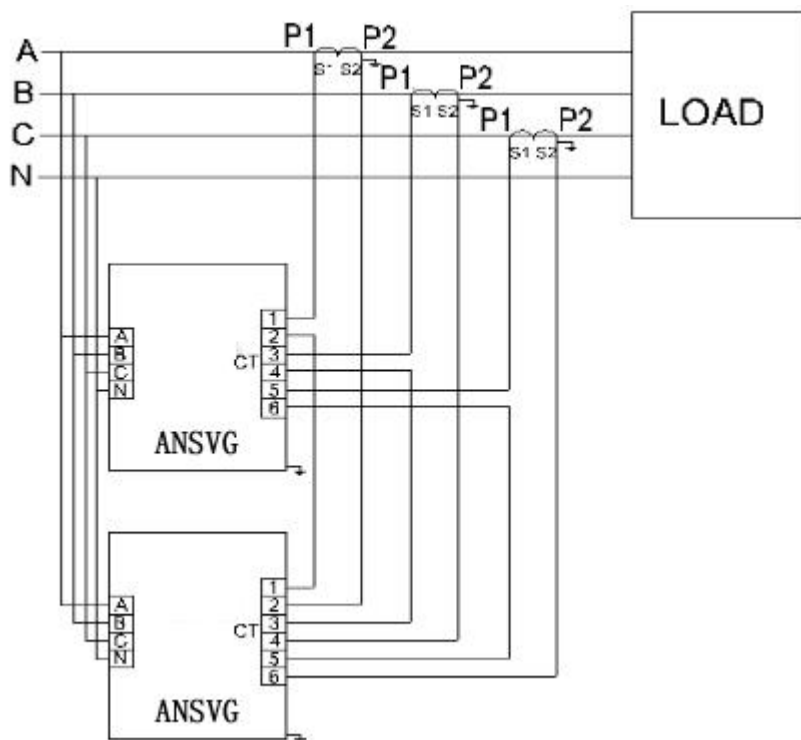 A P1 P2
S1 S2
B P1 P2
S1 S2
C P1 P2
S1 S2
N
LOAD
1
A 2
B CT 3
C 4
N 5
6
ANSVG
1
A 2
B CT 3
C 4
N 5
6
ANSVG